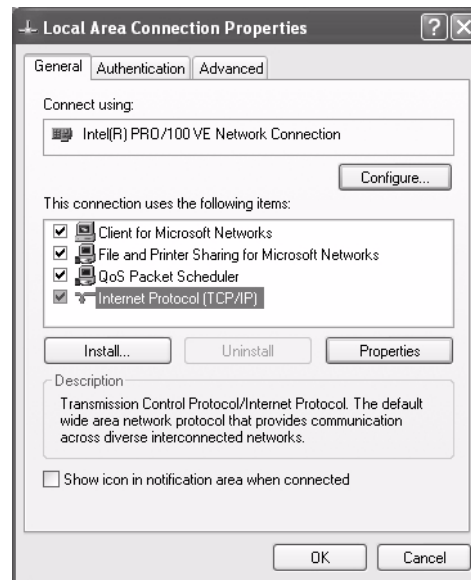 Local Area Connection Properties
General Authentication Advanced
Connect using:
Intel(R) PRO/100 VE Network Connection
Configure...
This connection uses the following items:
Client for Microsoft Networks
File and Printer Sharing for Microsoft Networks
QoS Packet Scheduler
Internet Protocol (TCP/IP)
Install... Uninstall Properties
Description
Transmission Control Protocol/Internet Protocol. The default
wide area network protocol that provides communication
across diverse interconnected networks.
Show icon in notification area when connected
OK Cancel